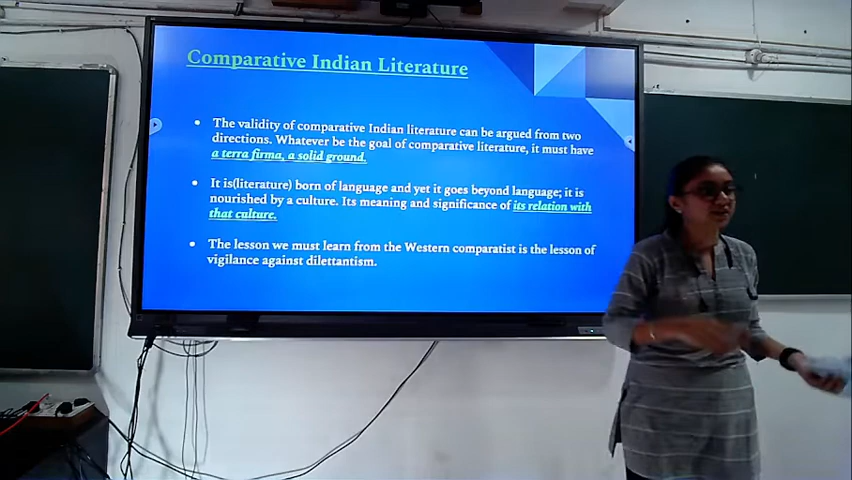 Comparative Indian Literature
The validity of comparative Indian literature can be argued from two
directions. Whatever be the goal of comparative literature, it must have
a terra firma, a solid ground.
It is(literature) born of language and yet it goes beyond language; it is
nourished by a culture. Its meaning and significance of its relation with
that culture.
The lesson we must learn from the Western comparatist is the lesson of
vigilance against dilettantism.